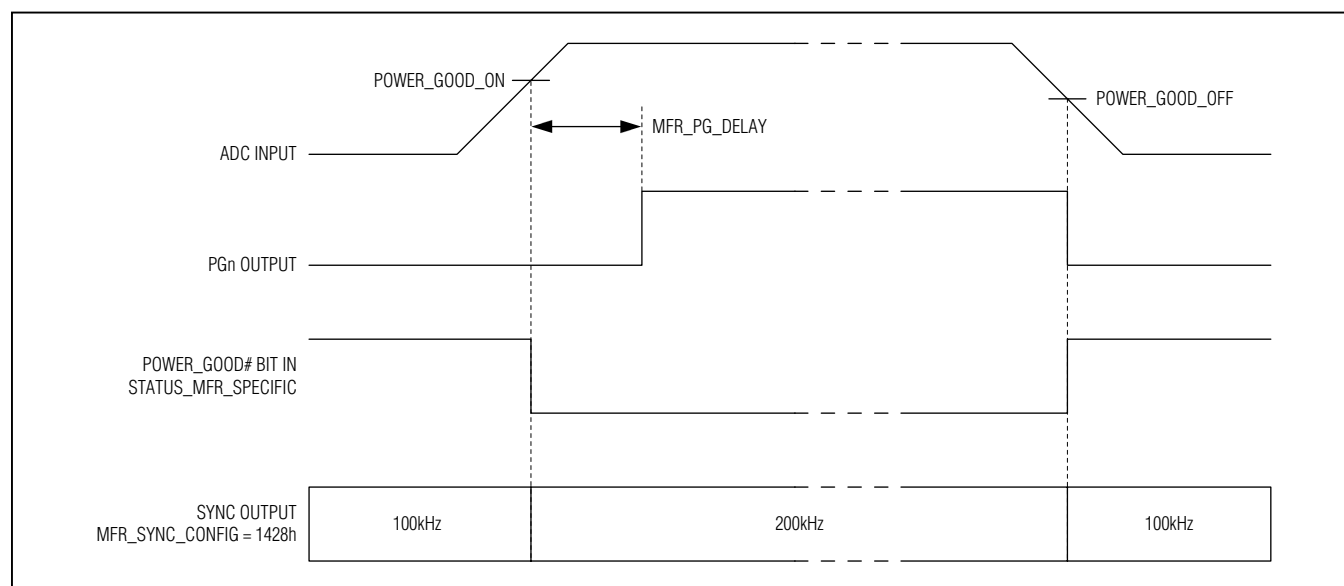 POWER_GOOD_ON
POWER_GOOD_OFF
MFR_PG_DELAY
ADC INPUT
PGn OUTPUT
POWER_GOOD# BIT IN
STATUS_MFR_SPECIFIC
SYNC OUTPUT
MFR_SYNC_CONFIG = 1428h
100kHz
200kHz
100kHz